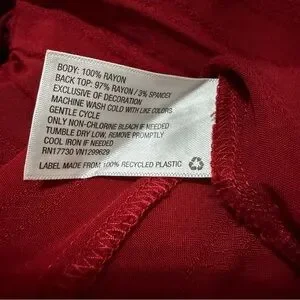 BODY: 100% RAYON
BACK TOP: 97% RAYON / 3% SPANDEX
EXCLUSIVE OF DECORATION
MACHINE WASH COLD WITH LIKE COLORS
GENTLE CYCLE
ONLY NON-CHLORINE BLEACH IF NEEDED
TUMBLE DRY LOW, REMOVE PROMPTLY
COOL IRON IF NEEDED
RN17730 VN1299629
LABEL MADE FROM 100% RECYCLED PLASTIC